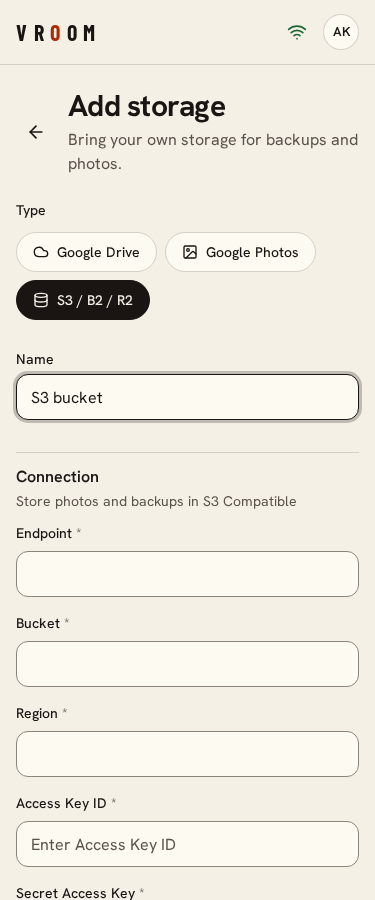 VROOM
AK
Add storage
Bring your own storage for backups and
photos.
Type
Google Drive
Google Photos
S3 / B2 / R2
Name
S3 bucket
Connection
Store photos and backups in S3 Compatible
Endpoint *
Bucket *
Region *
Access Key ID *
Enter Access Key ID
Secret Access Key *